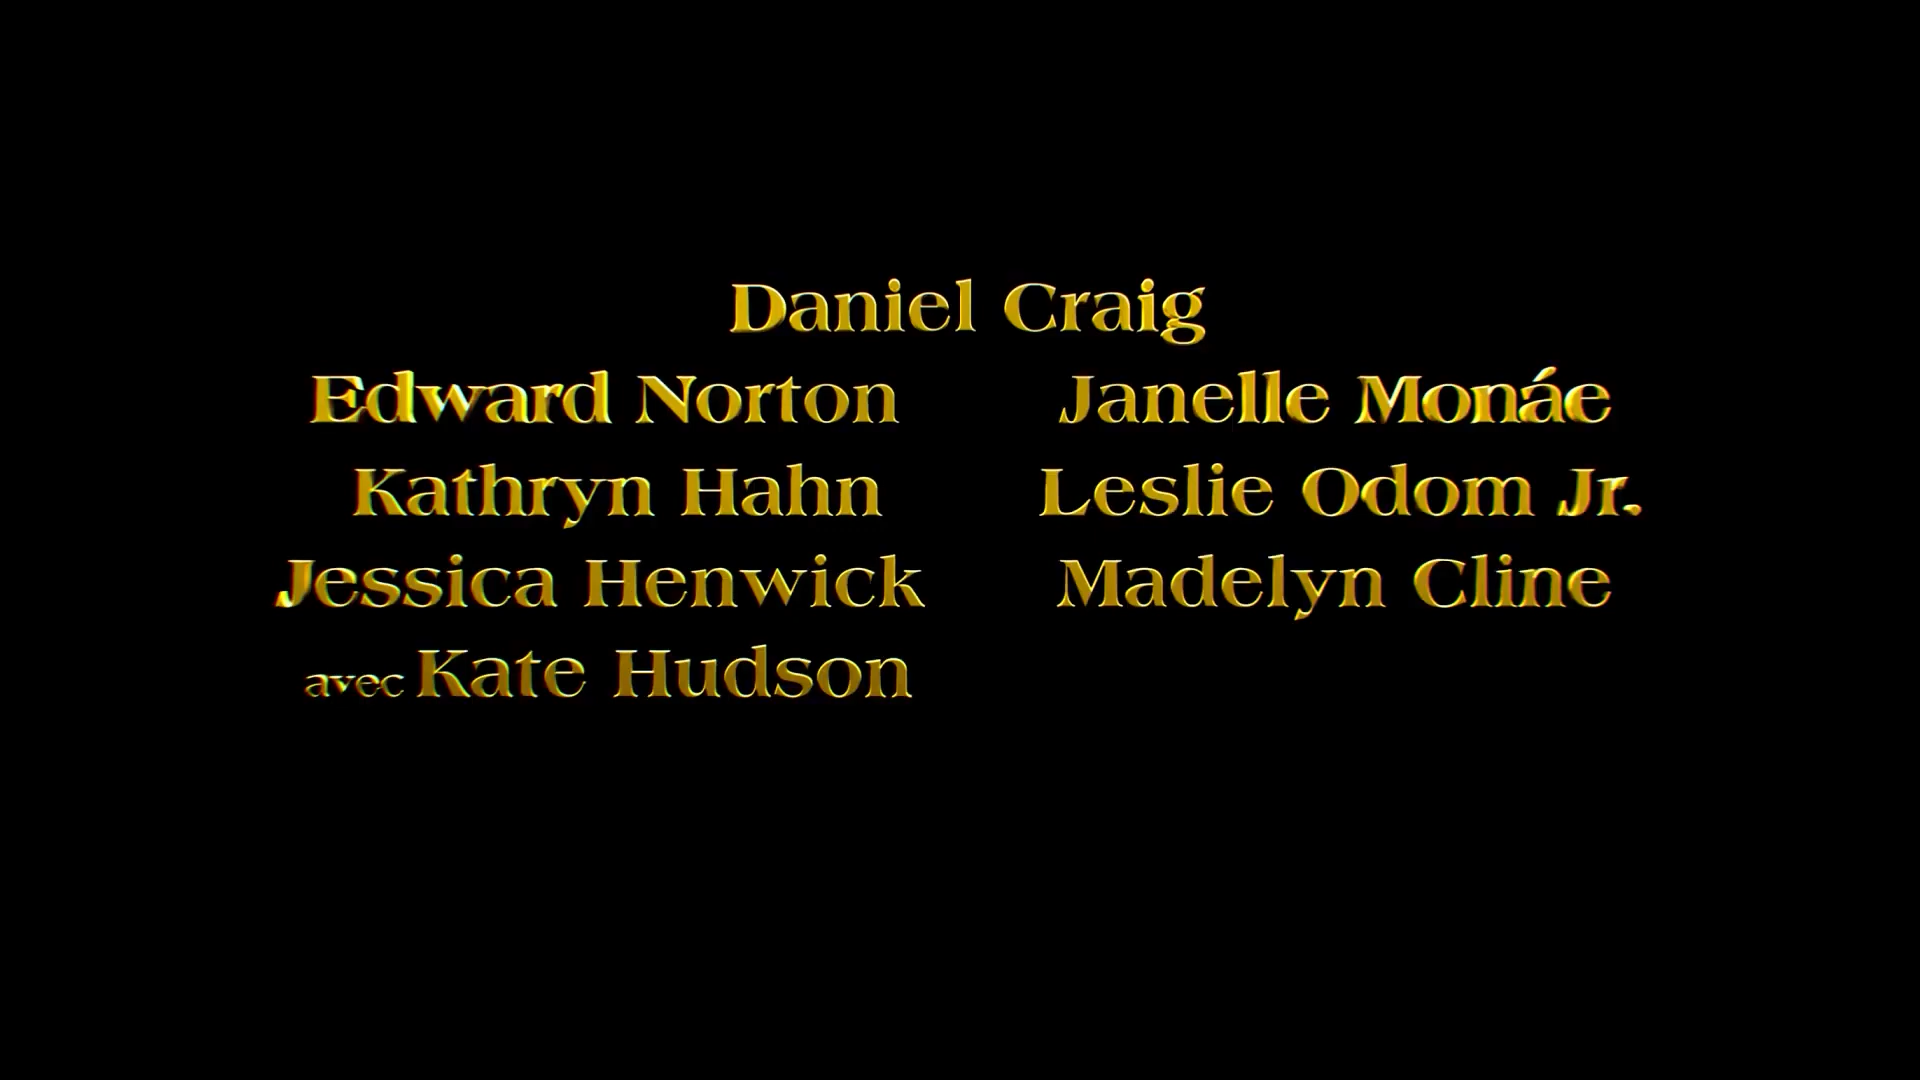 Daniel Craig
Edward Norton Janelle Monáe
Kathryn Hahn Leslie Odom Jr.
Jessica Henwick Madelyn Cline
avec Kate Hudson